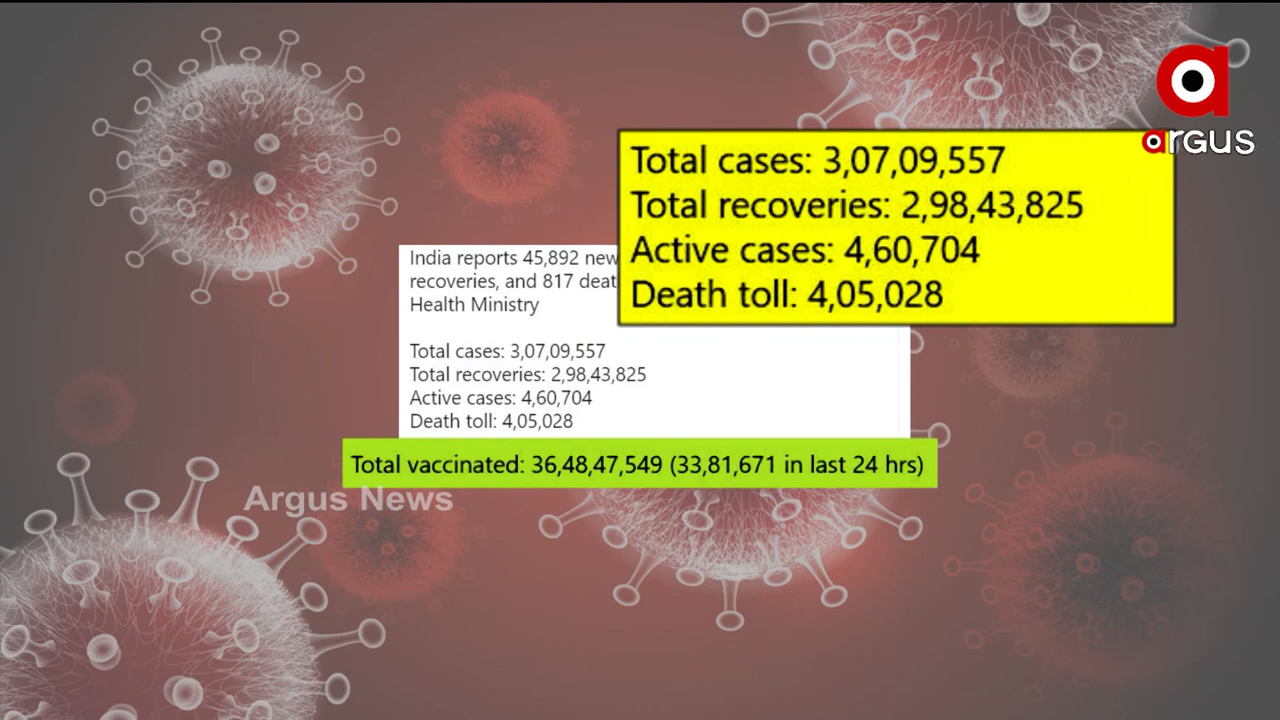 argus
Total cases: 3,07,09,557
Total recoveries: 2,98,43,825
Active cases: 4,60,704
Death toll: 4,05,028
India reports 45,892 new
recoveries, and 817 deat
Health Ministry
Total cases: 3,07,09,557
Total recoveries: 2,98,43,825
Active cases: 4,60,704
Death toll: 4,05,028
Total vaccinated: 36,48,47,549 (33,81,671 in last 24 hrs)
Argus News